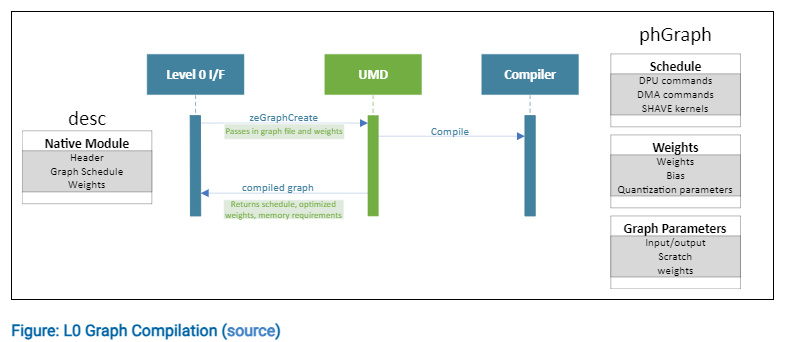 phGraph
Level 0 I/F
UMD
Compiler
Schedule
DPU commands
DMA commands
SHAVE kernels
desc
Native Module
Header
Graph Schedule
Weights
zeGraphCreate
Passes in graph file and weights
Compile
compiled graph
Returns schedule, optimized
weights, memory requirements
Weights
Weights
Bias
Quantization parameters
Graph Parameters
Input/output
Scratch
weights
Figure: L0 Graph Compilation (source)